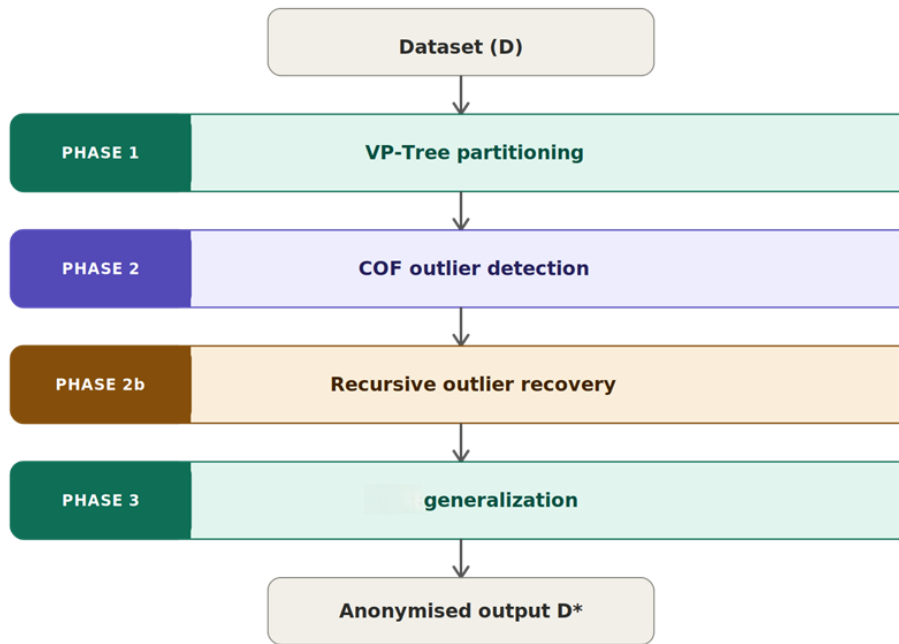 Dataset (D)
PHASE 1
VP-Tree partitioning
PHASE 2
COF outlier detection
PHASE 2b
Recursive outlier recovery
PHASE 3
generalization
Anonymised output D*